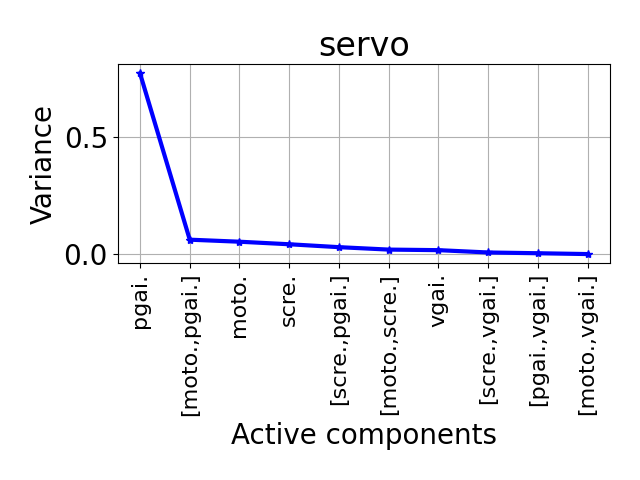 servo
Variance
0.5
0.0
pgai.
[moto.,pgai.]
moto.
scre.
[scre.,pgai.]
[moto.,scre.]
vgai.
[scre.,vgai.]
[pgai.,vgai.]
[moto.,vgai.]
Active components